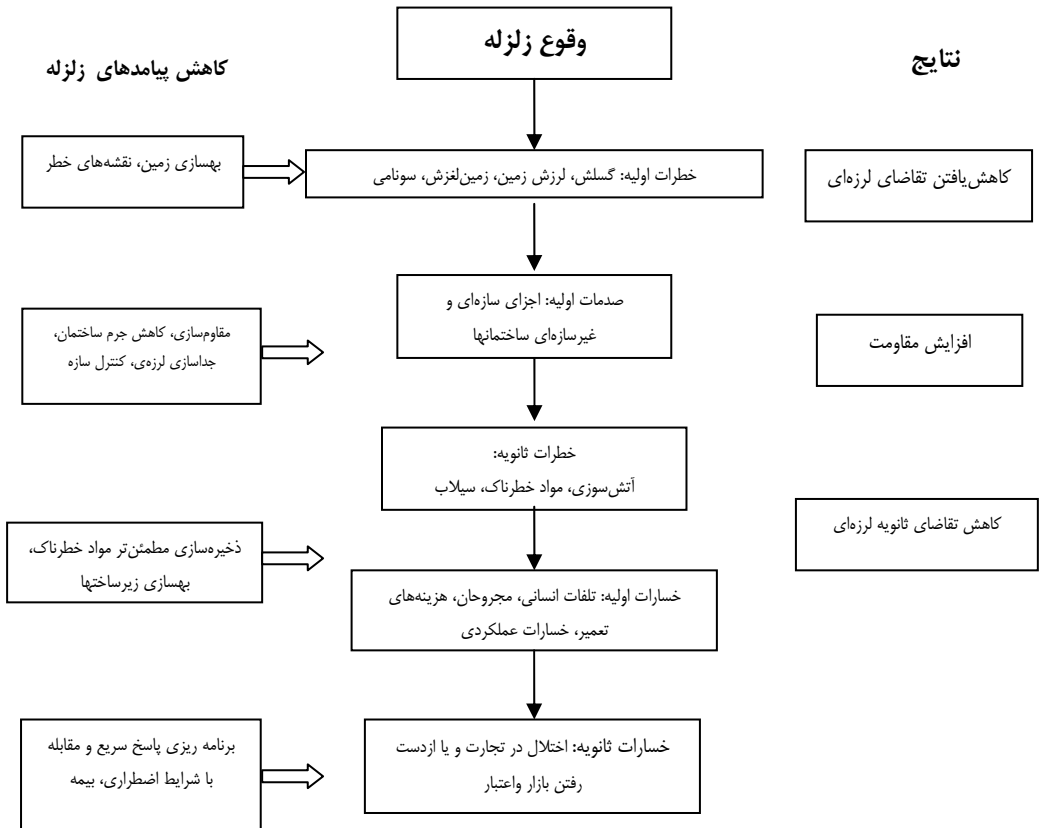 وقوع زلزله
نتایج
کاهش پیامدهای زلزله
خطرات اولیه: گسلش، لرزش زمین، زمین‌لغزش، سونامی
بهسازی زمین، نقشه‌های خطر
کاهش‌یافتن تقاضای لرزه‌ای
صدمات اولیه: اجزای سازه‌ای و
غیرسازه‌ای ساختمانها
مقاوم‌سازی، کاهش جرم ساختمان،
جداسازی لرزه‌ی، کنترل سازه
افزایش مقاومت
خطرات ثانویه:
آتش‌سوزی، مواد خطرناک، سیلاب
کاهش تقاضای ثانویه لرزه‌ای
ذخیره‌سازی مطمئن‌تر مواد خطرناک،
بهسازی زیرساختها
خسارات اولیه: تلفات انسانی، مجروحان، هزینه‌های
تعمیر، خسارات عملکردی
خسارات ثانویه: اختلال در تجارت و یا ازدست
رفتن بازار واعتبار
برنامه ریزی پاسخ سریع و مقابله
با شرایط اضطراری، بیمه